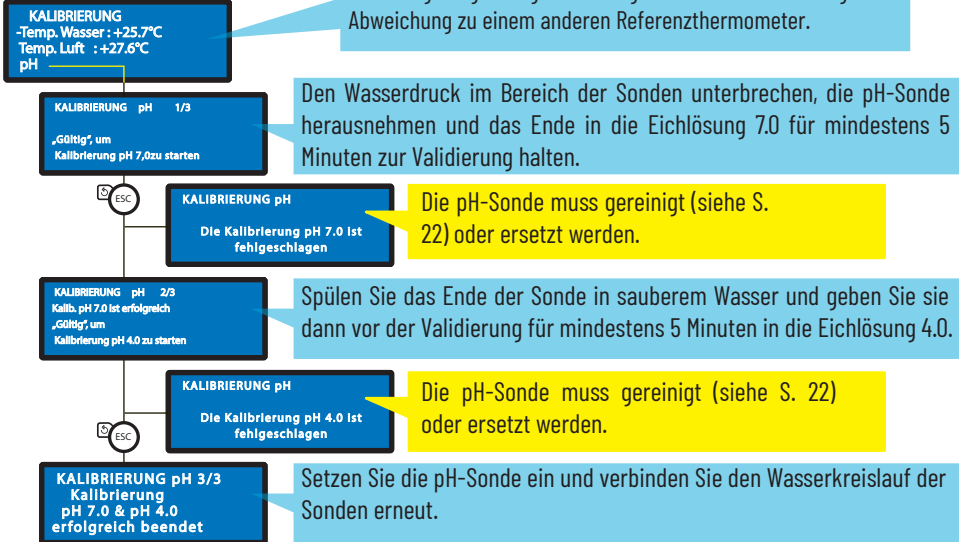 Abweichung zu einem anderen Referenzthermometer.
KALIBRIERUNG
-Temp. Wasser : +25.7°C
Temp. Luft : +27.6°C
pH
KALIBRIERUNG pH 1/3
„Gültig“, um
Kalibrierung pH 7,0zu starten
Den Wasserdruck im Bereich der Sonden unterbrechen, die pH-Sonde
herausnehmen und das Ende in die Eichlösung 7.0 für mindestens 5
Minuten zur Validierung halten.
ESC
KALIBRIERUNG pH
Die Kalibrierung pH 7.0 ist
fehlgeschlagen
Die pH-Sonde muss gereinigt (siehe S.
22) oder ersetzt werden.
KALIBRIERUNG pH 2/3
Kalib. pH 7.0 ist erfolgreich
„Gültig“, um
Kalibrierung pH 4.0 zu starten
Spülen Sie das Ende der Sonde in sauberem Wasser und geben Sie sie
dann vor der Validierung für mindestens 5 Minuten in die Eichlösung 4.0.
KALIBRIERUNG pH
Die Kalibrierung pH 4.0 ist
fehlgeschlagen
Die pH-Sonde muss gereinigt (siehe S. 22)
oder ersetzt werden.
ESC
KALIBRIERUNG pH 3/3
Kalibrierung
pH 7.0 & pH 4.0
erfolgreich beendet
Setzen Sie die pH-Sonde ein und verbinden Sie den Wasserkreislauf der
Sonden erneut.